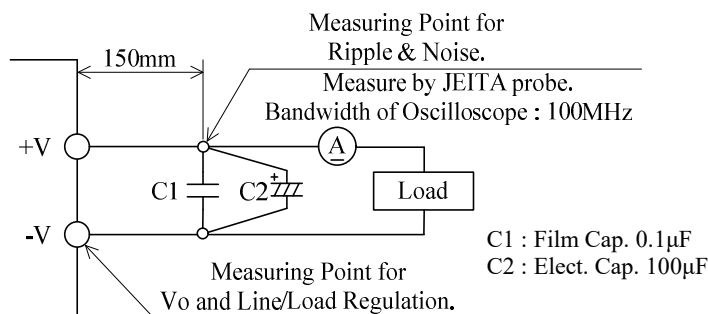 Measuring Point for
Ripple & Noise.
150mm
Measure by JEITA probe.
Bandwidth of Oscilloscope : 100MHz
+V
A
C1
C2
+
Load
-V
C1 : Film Cap. 0.1μF
C2 : Elect. Cap. 100μF
Measuring Point for
Vo and Line/Load Regulation.